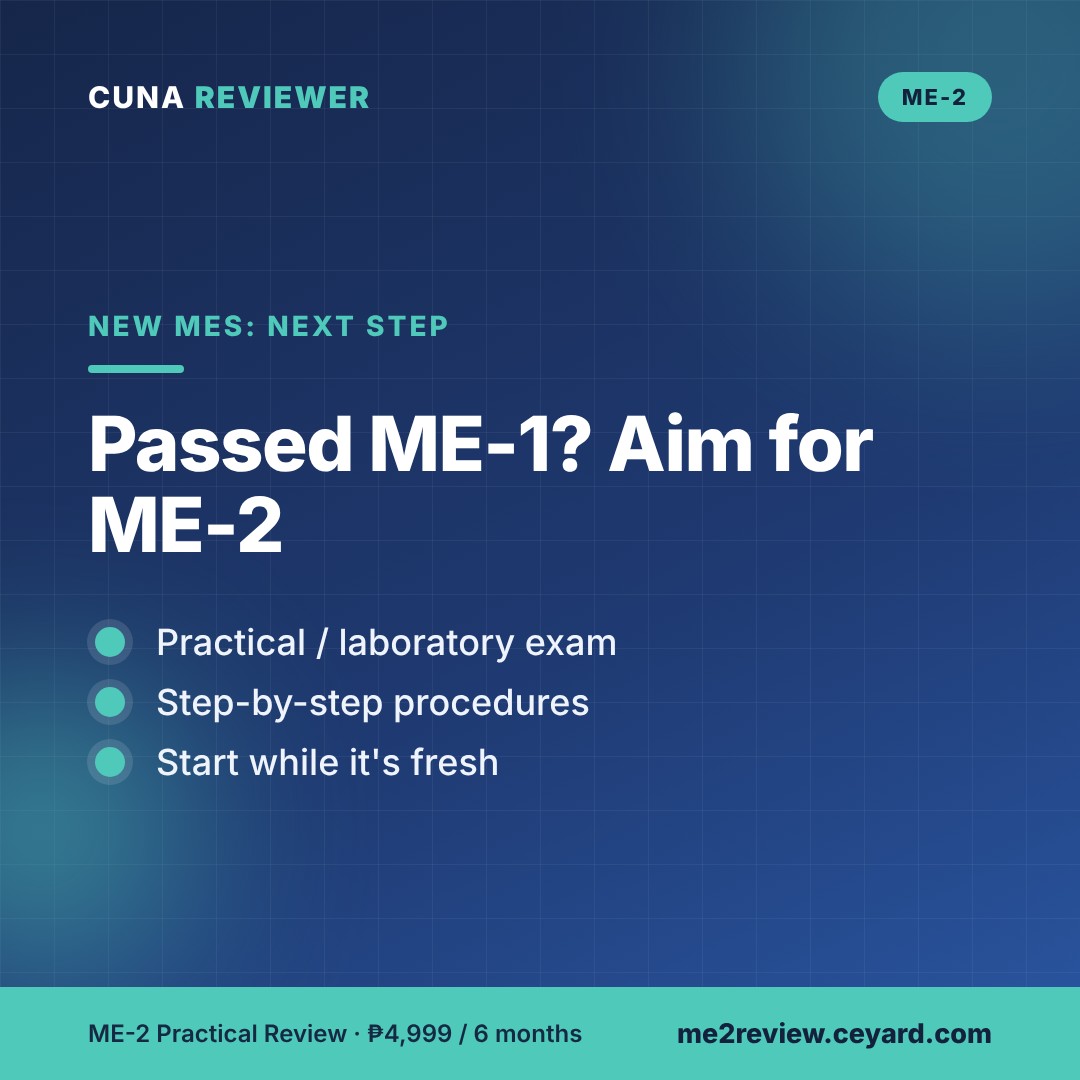 CUNA REVIEWER
ME-2
NEW MES: NEXT STEP
Passed ME-1? Aim for
ME-2
Practical / laboratory exam
Step-by-step procedures
Start while it's fresh
ME-2 Practical Review · ₱4,999 / 6 months
me2review.ceyard.com